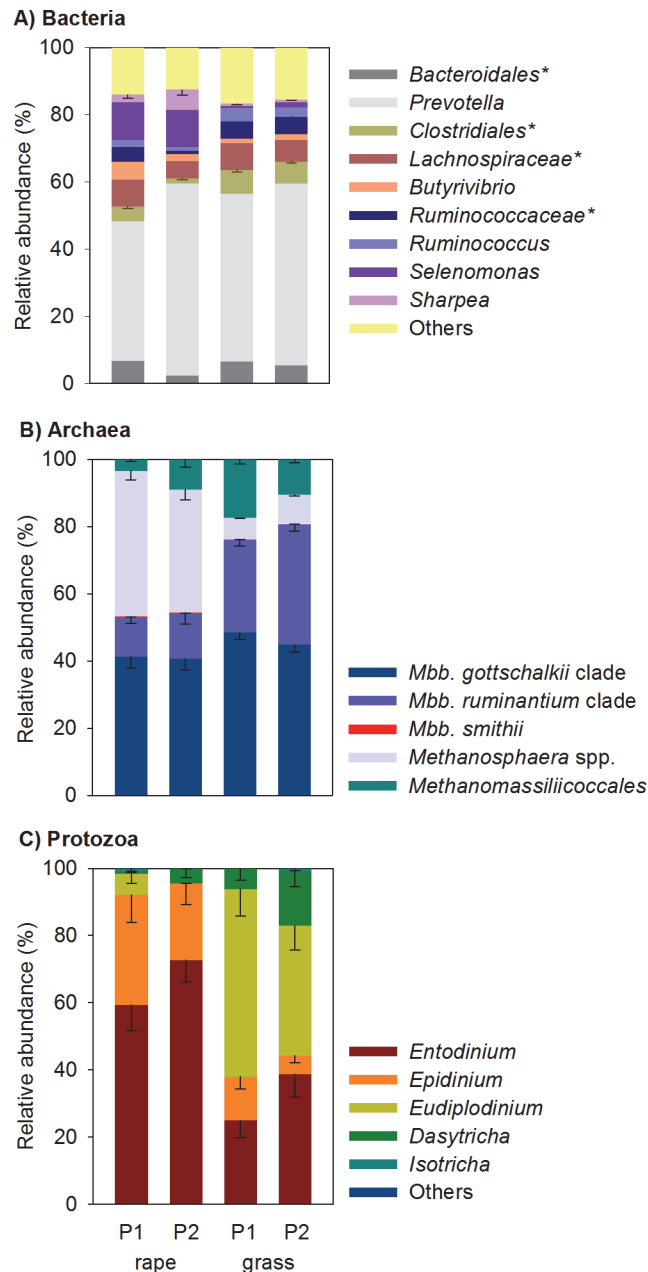 A) Bacteria
Relative abundance (%)
100
80
60
40
20
0
Bacteroidales*
Prevotella
Clostridiales*
Lachnospiraceae*
Butyrivibrio
Ruminococcaceae*
Ruminococcus
Selenomonas
Sharpea
Others
B) Archaea
Relative abundance (%)
100
80
60
40
20
0
Mbb. gottschalkii clade
Mbb. ruminantium clade
Mbb. smithii
Methanosphaera spp.
Methanomassiliicoccales
C) Protozoa
Relative abundance (%)
100
80
60
40
20
0
Entodinium
Epidinium
Eudiplodinium
Dasytricha
Isotricha
Others
P1 P2 P1 P2
rape grass